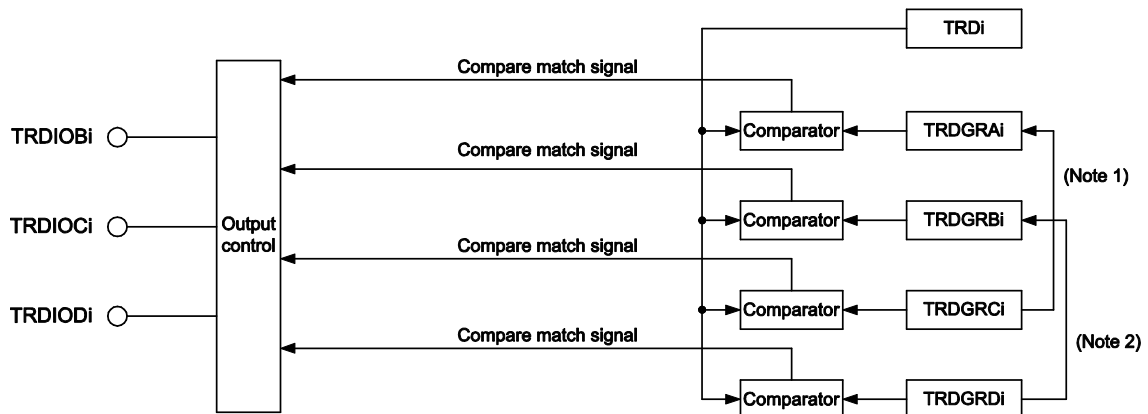 TRDi
Compare match signal
Comparator
TRDGRAi
TRDIOBi
Compare match signal
(Note 1)
Comparator
TRDGRBi
TRDIOCi
Output
control
Compare match signal
Comparator
TRDGRCi
TRDIODi
Compare match signal
(Note 2)
Comparator
TRDGRDi